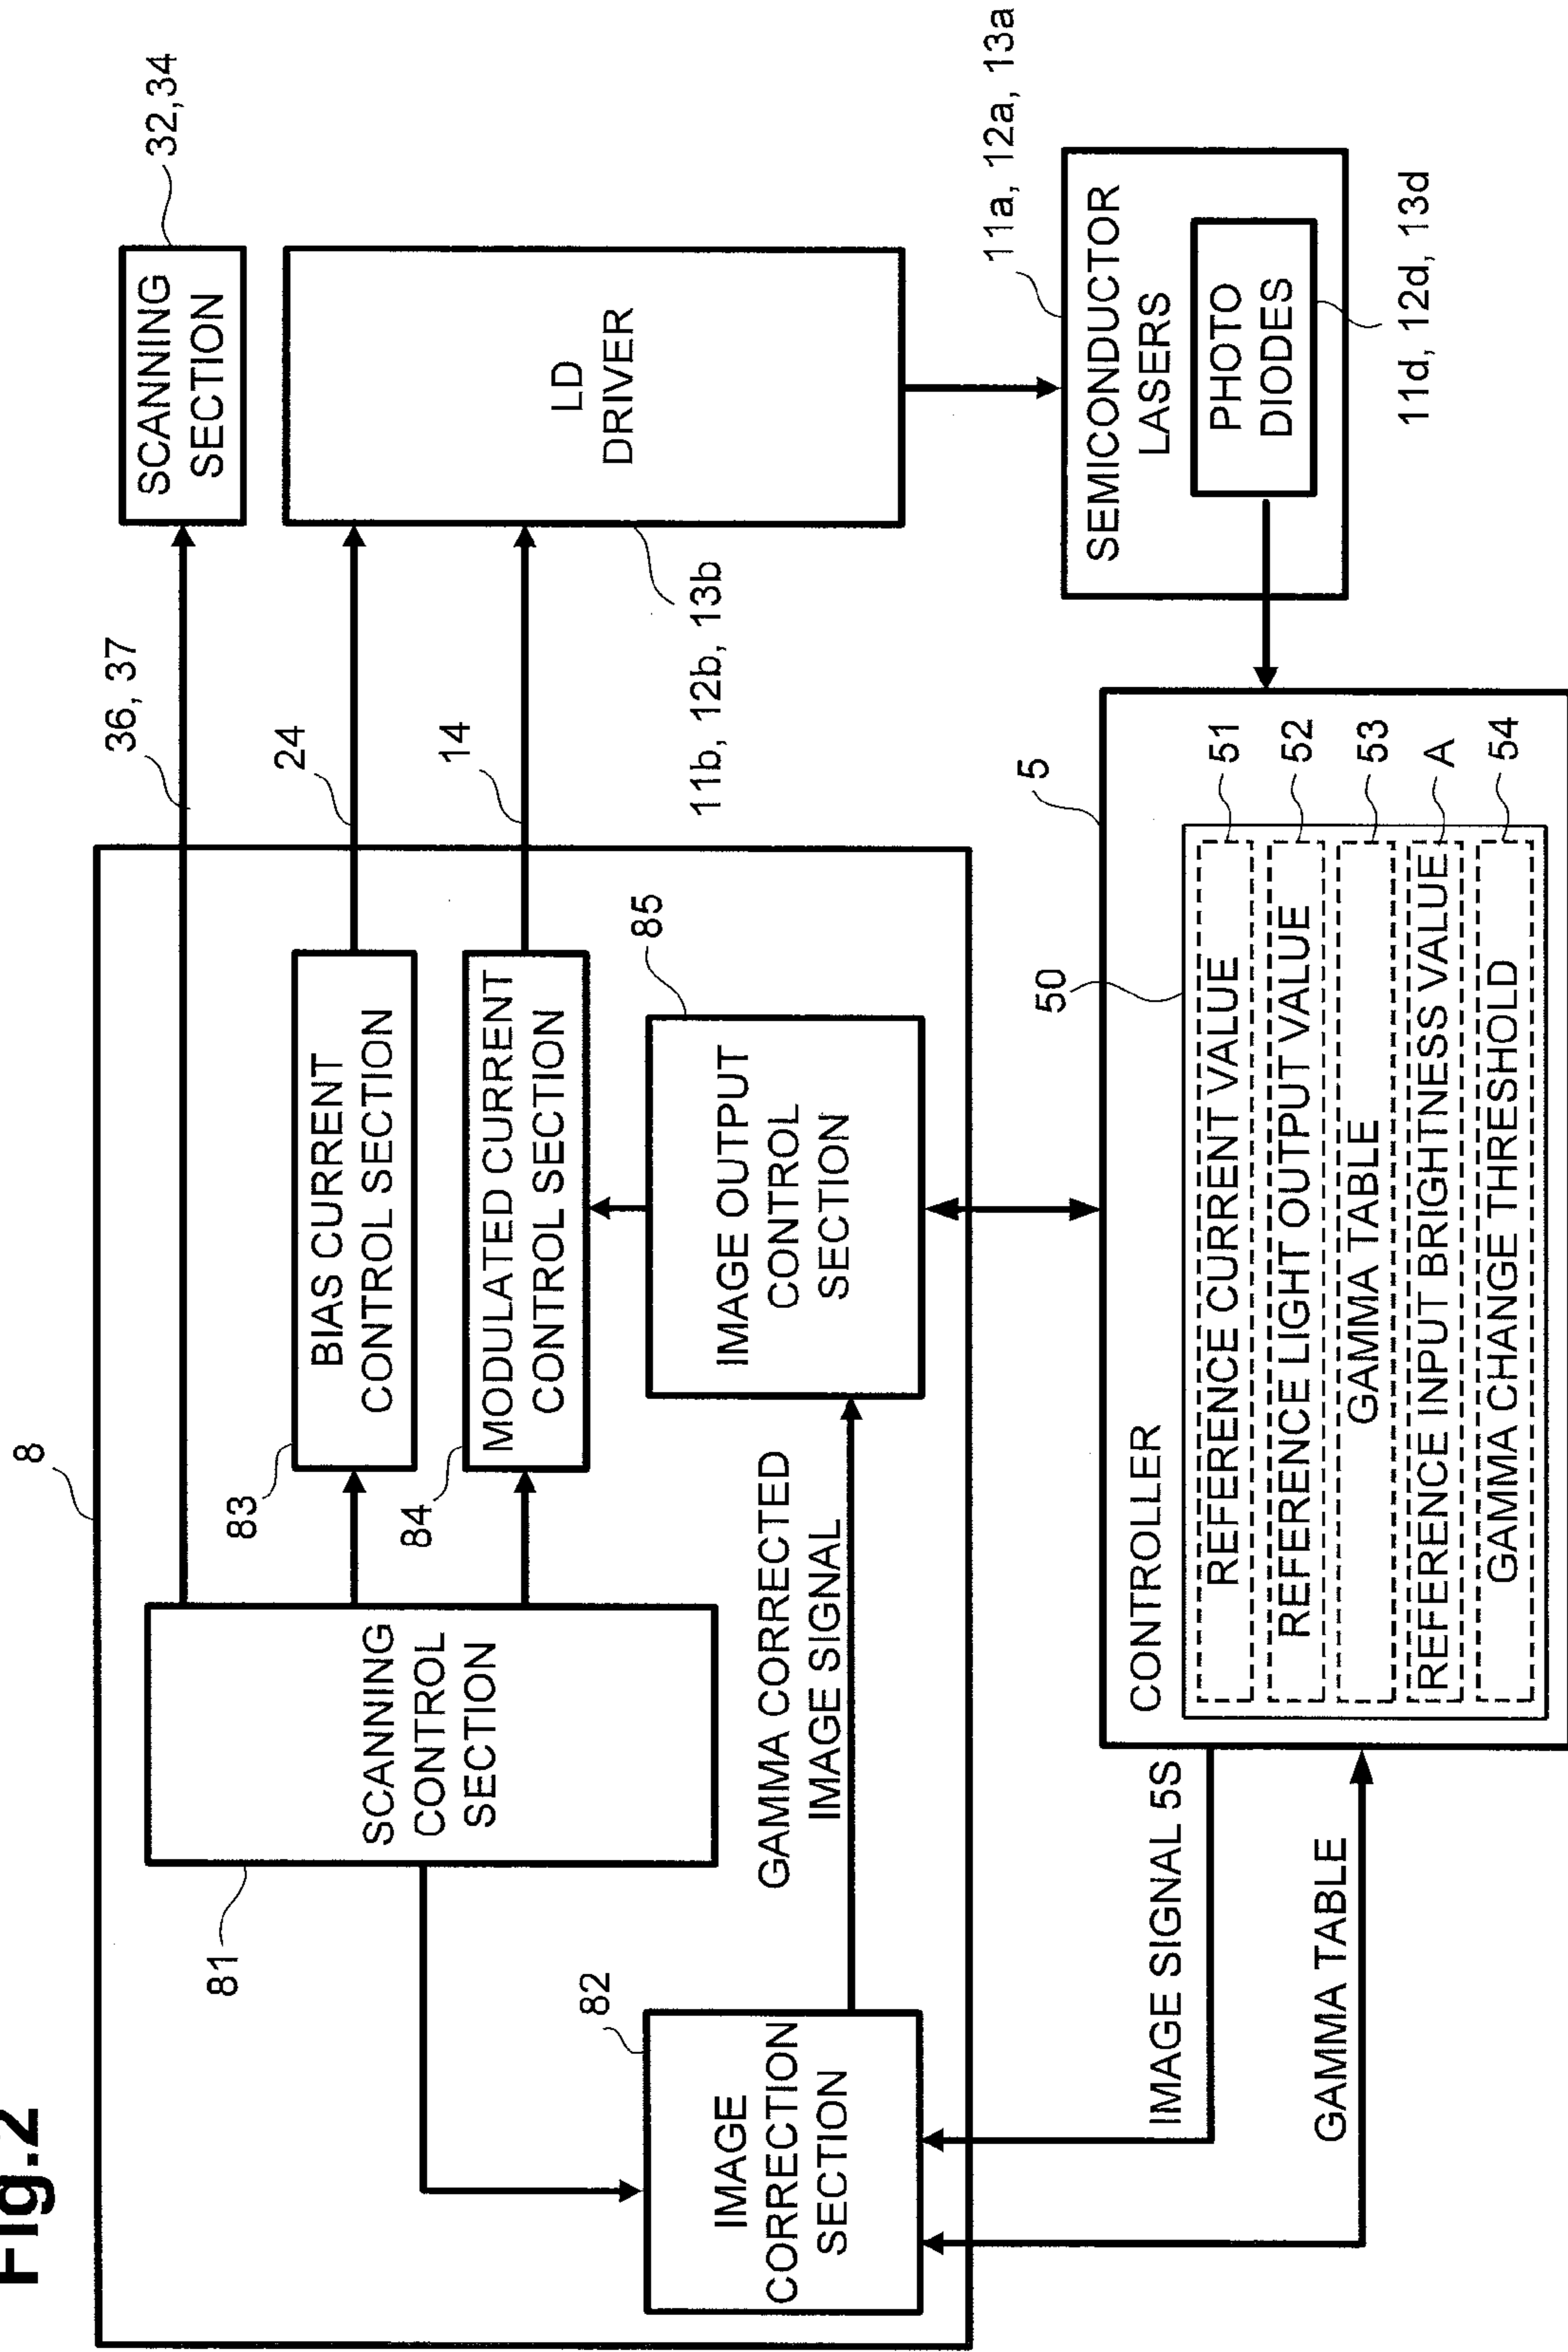 Fig.2
8
36, 37
32,34
SCANNING
SECTION
81
SCANNING
CONTROL
SECTION
83
BIAS CURRENT
CONTROL SECTION
24
84
MODULATED CURRENT
CONTROL SECTION
14
LD
DRIVER
11b, 12b, 13b
82
IMAGE
CORRECTION
SECTION
GAMMA CORRECTED
IMAGE SIGNAL
85
IMAGE OUTPUT
CONTROL
SECTION
11a, 12a, 13a
SEMICONDUCTOR
LASERS
PHOTO
DIODES
11d, 12d, 13d
IMAGE SIGNAL 5S
GAMMA TABLE
5
CONTROLLER
50
REFERENCE CURRENT VALUE
51
REFERENCE LIGHT OUTPUT VALUE
52
GAMMA TABLE
53
REFERENCE INPUT BRIGHTNESS VALUE
A
GAMMA CHANGE THRESHOLD
54